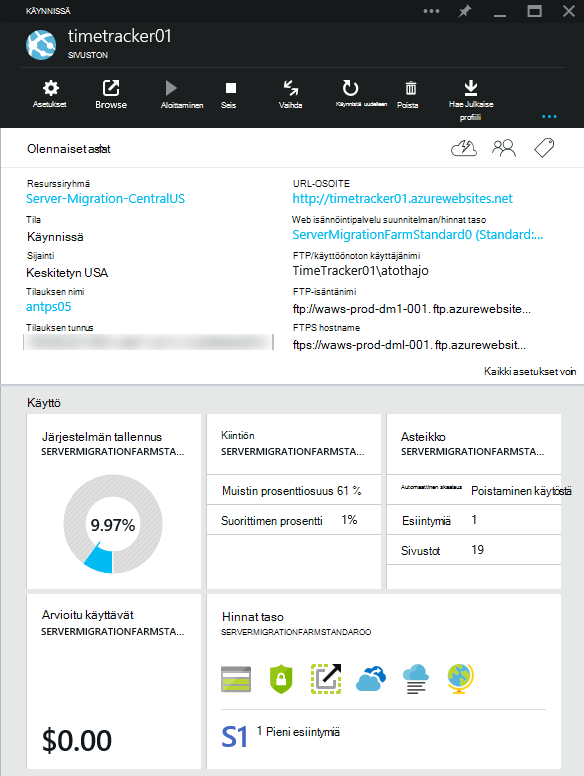 KÄYNNISSÄ
timetracker01
SIVUSTON
Asetukset
Browse
Aloittaminen
Seis
Vaihda
Käynnistä uudelleen
Poista
Hae Julkaise
profiili
Olennaiset
Resurssiryhmä
Server-Migration-CentralUS
Tila
Käynnissä
Sijainti
Keskitetyn USA
Tilauksen nimi
antps05
Tilauksen tunnus
URL-OSOITE
http://timetracker01.azurewebsites.net
Web isännöintipalvelu suunnitelman/hinnat taso
ServerMigrationFarmStandard0 (Standard:...
FTP/käyttöönoton käyttäjänimi
TimeTracker01\atothajo
FTP-isäntänimi
ftp://waws-prod-dm1-001. ftp.azurewebsite...
FTPS hostname
ftps://waws-prod-dml-001. ftp.azurewebsit...
Kaikki asetukset voin
Käyttö
Järjestelmän tallennus
SERVERMIGRATIONFARMSTA...
9.97%
Kiintiön
SERVERMIGRATIONFARMSTA...
Muistin prosenttiosuus 61 %
Suorittimen prosentti 1%
Asteikko
SERVERMIGRATIONFARMSTA...
Automaattinen skaalaus Poistaminen käytöstä
Esiintymiä 1
Sivustot 19
Arvioitu käyttävät
SERVERMIGRATIONFARMSTA...
$0.00
Hinnat taso
SERVERMIGRATIONFARMSTANDAROO
S1 1 Pieni esiintymiä